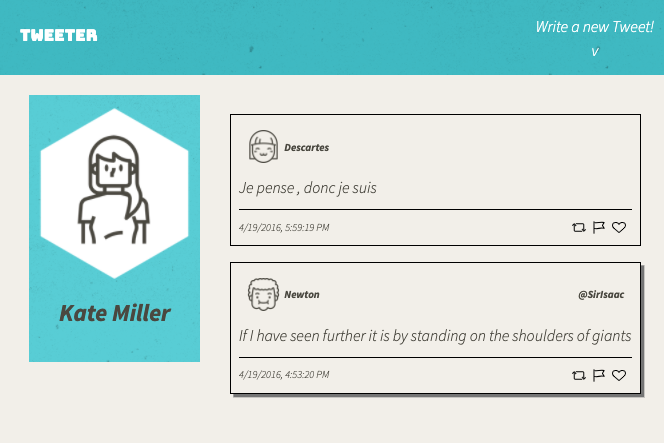 TWEETER
Write a new Tweet!
v
Kate Miller
Descartes
Je pense , donc je suis
4/19/2016, 5:59:19 PM
Newton @SirIsaac
If I have seen further it is by standing on the shoulders of giants
4/19/2016, 4:53:20 PM